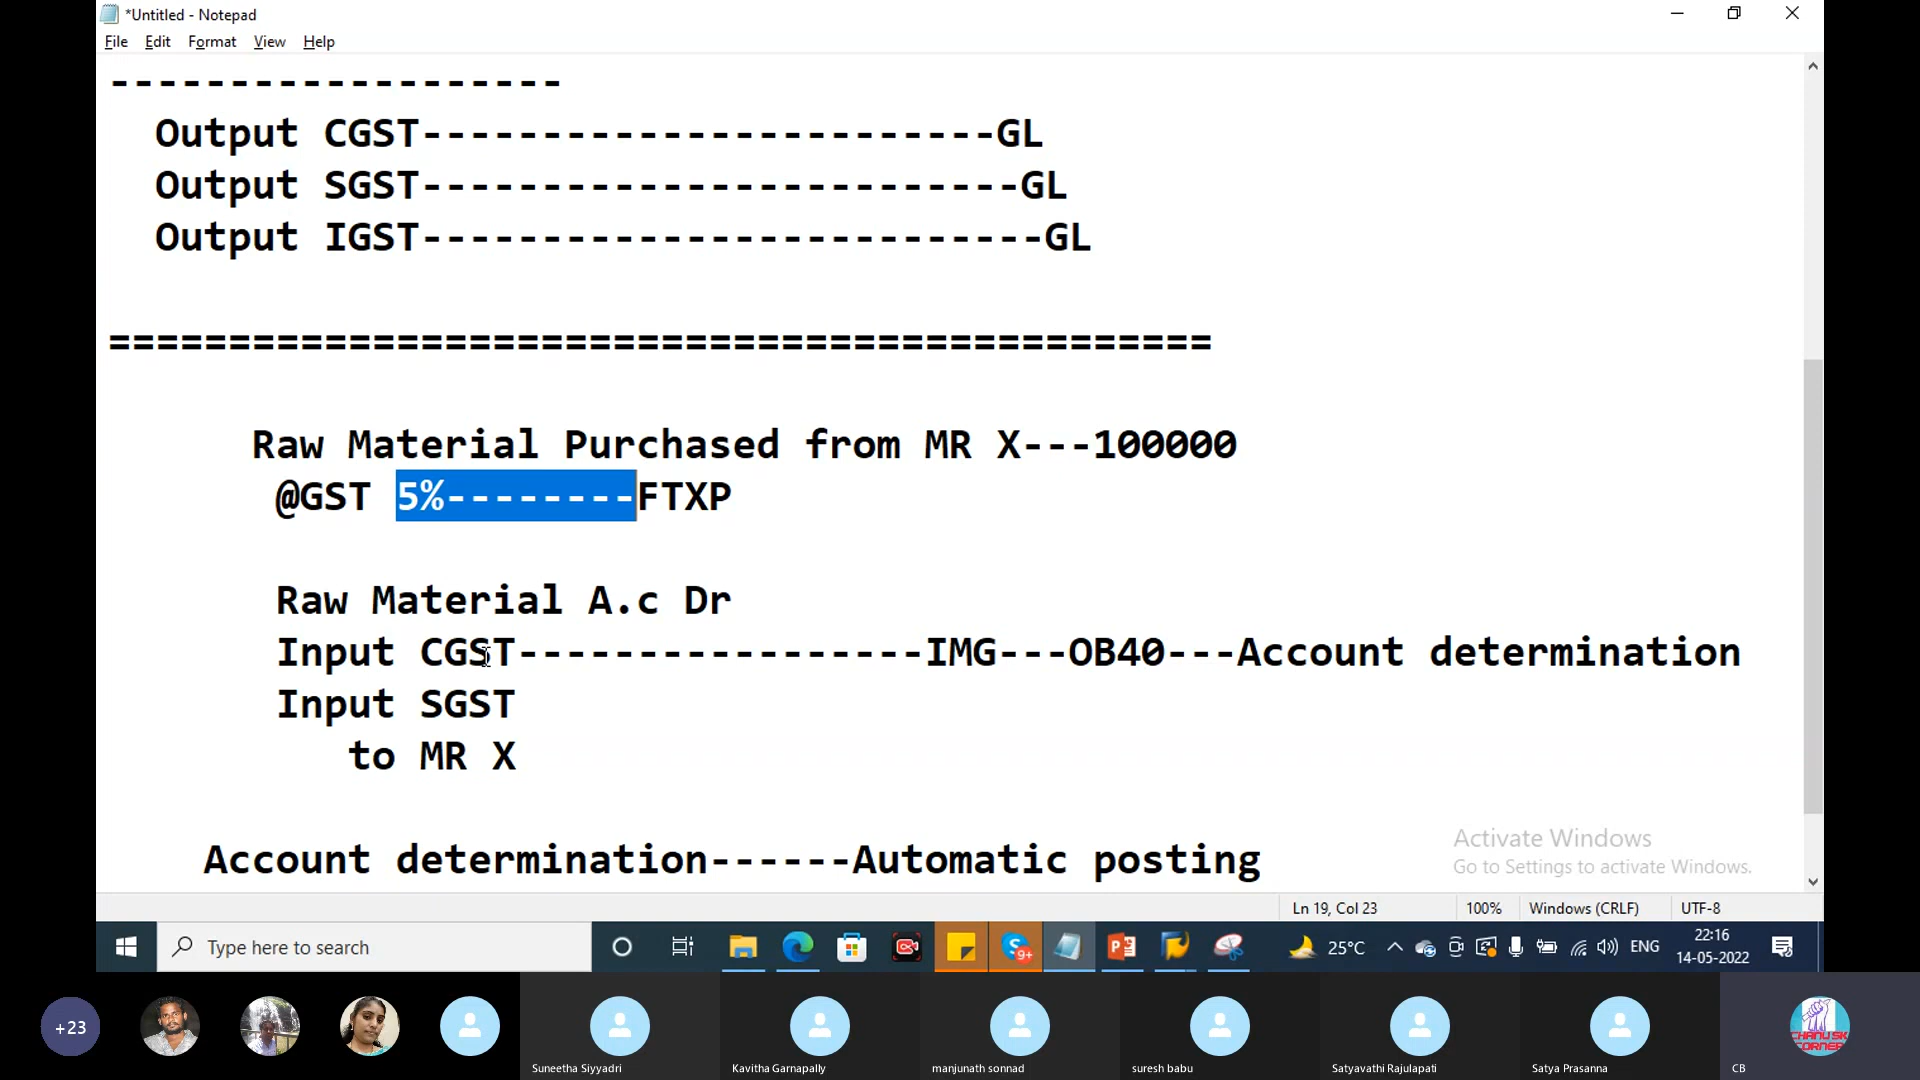 *Untitled - Notepad
File Edit Format View Help
-------------------
Output CGST------------------------GL
Output SGST-------------------------GL
Output IGST--------------------------GL
==============================================
Raw Material Purchased from MR X---100000
@GST 5%--------FTXP
Raw Material A.c Dr
Input CGST-----------------IMG---OB40---Account determination
Input SGST
to MR X
Account determination------Automatic posting
Activate Windows
Go to Settings to activate Windows.
Ln 19, Col 23 100% Windows (CRLF) UTF-8
Type here to search 9+ 25°C ENG 22:16
14-05-2022
+23
CHANUSK
CORNER
Suneetha Siyyadri Kavitha Garnapally manjunath sonnad suresh babu Satyavathi Rajulapati Satya Prasanna CB